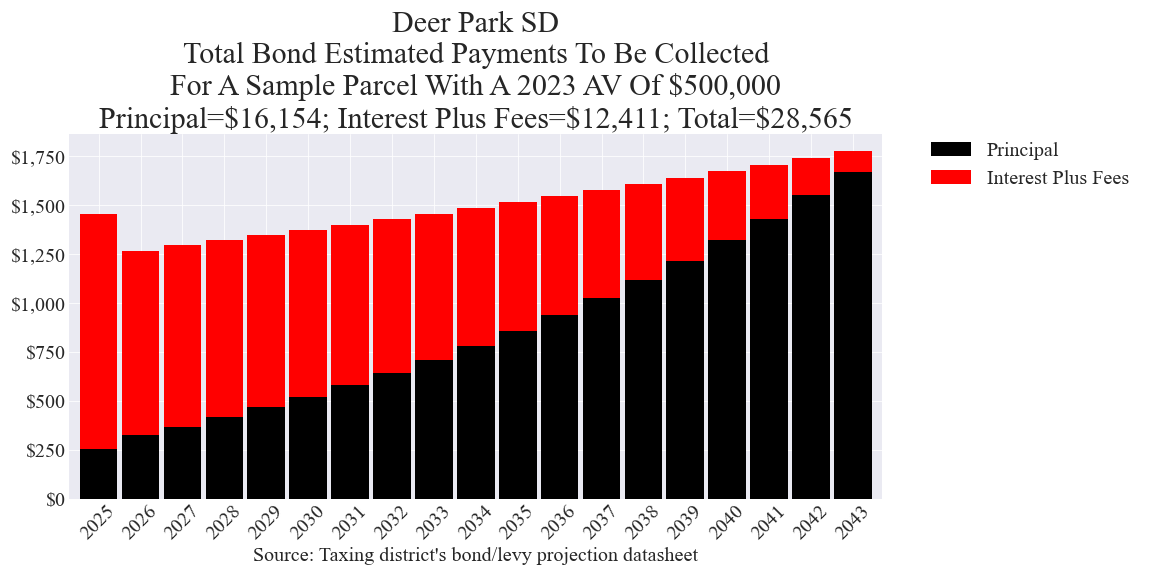 Deer Park SD
Total Bond Estimated Payments To Be Collected
For A Sample Parcel With A 2023 AV Of $500,000
Principal=$16,154; Interest Plus Fees=$12,411; Total=$28,565
Principal
Interest Plus Fees
$1,750
$1,500
$1,250
$1,000
$750
$500
$250
$0
2025 2026 2027 2028 2029 2030 2031 2032 2033 2034 2035 2036 2037 2038 2039 2040 2041 2042 2043
Source: Taxing district's bond/levy projection datasheet